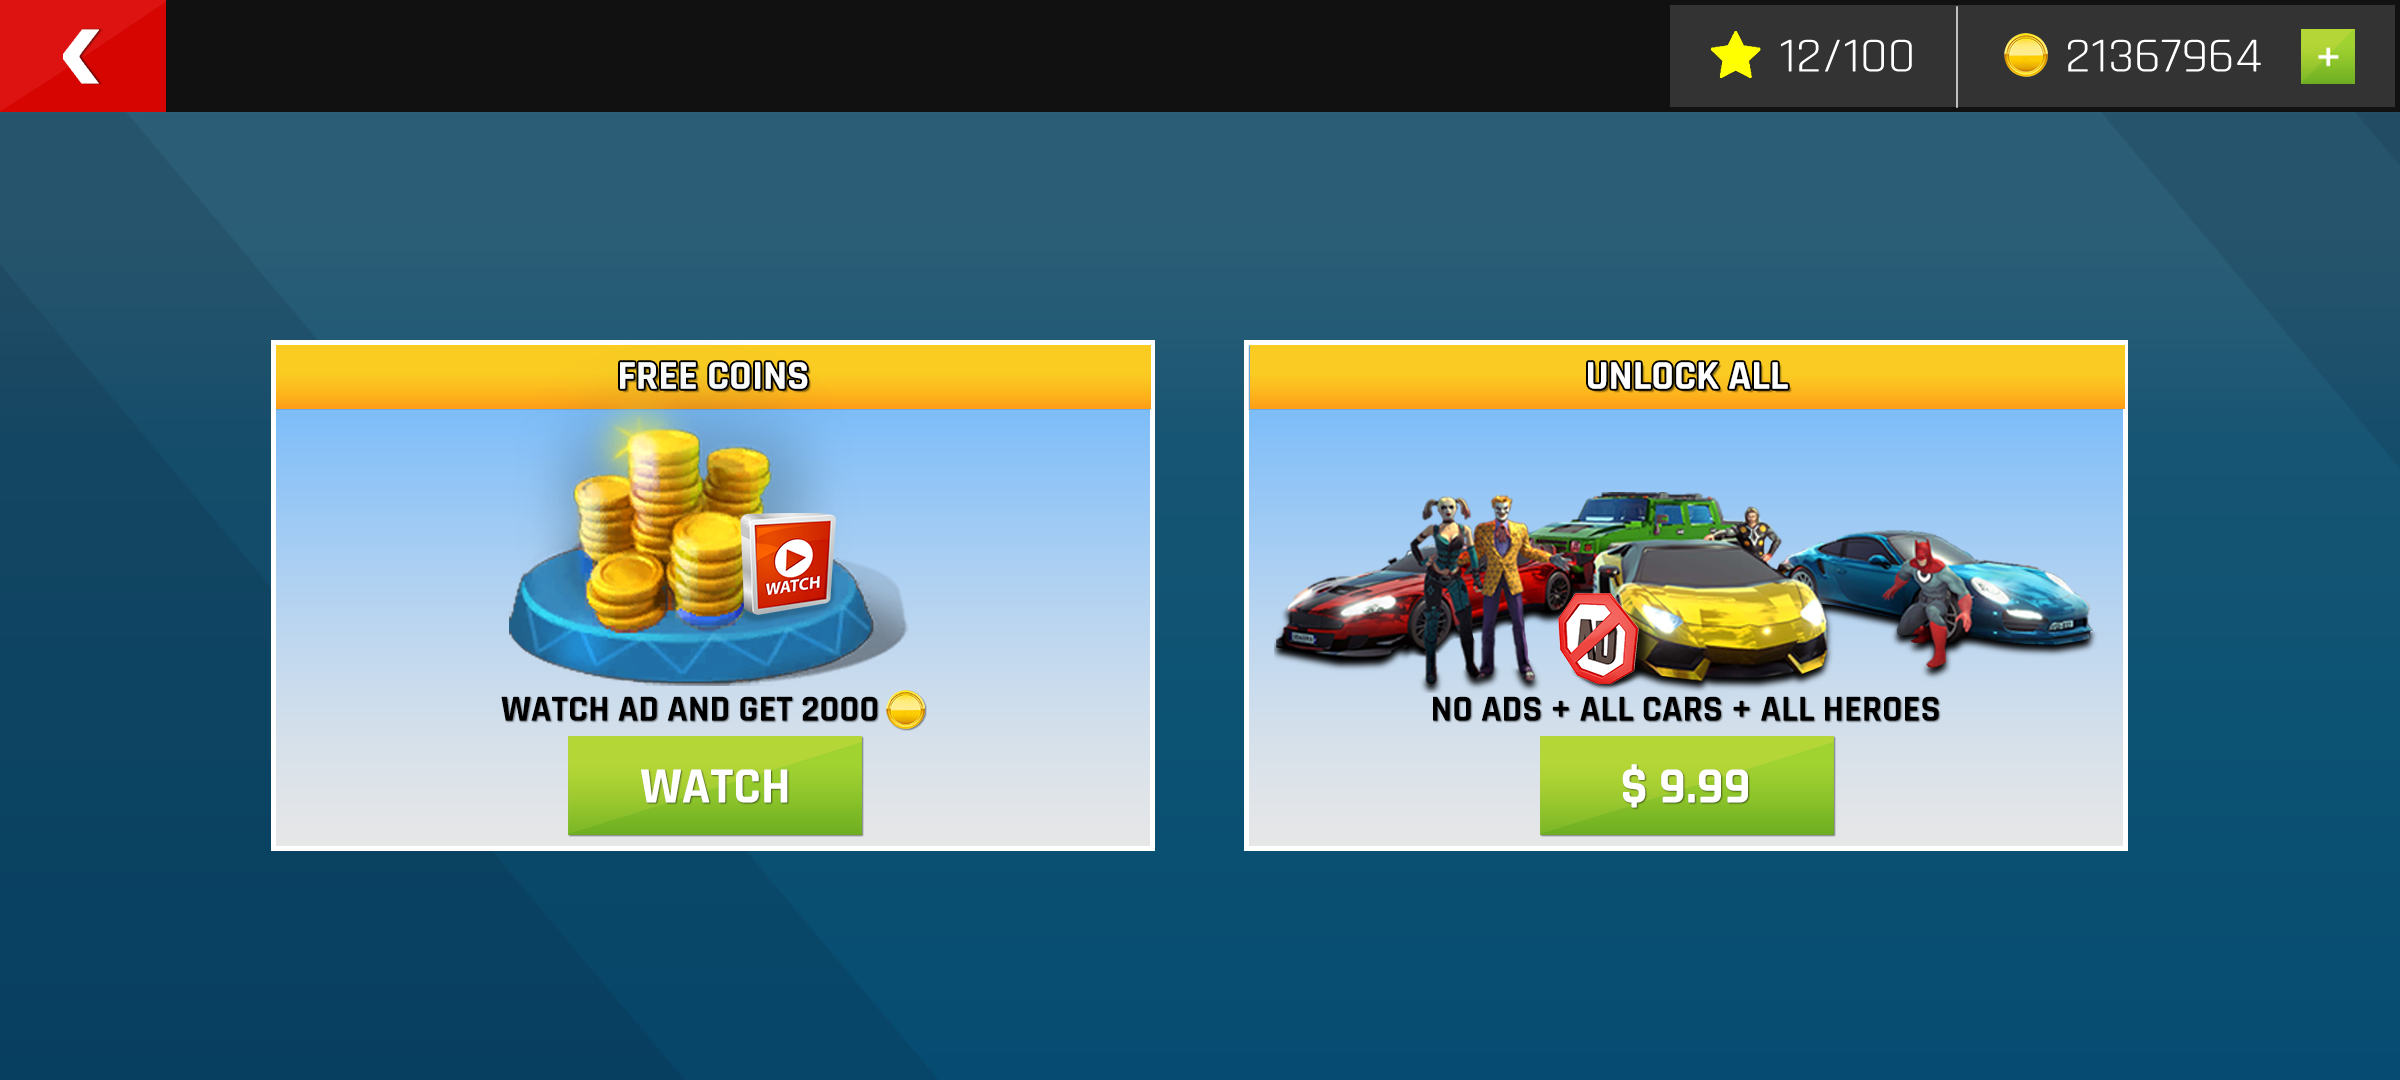 12/100
21367964
+
FREE COINS
UNLOCK ALL
WATCH
AD
WATCH AD AND GET 2000
NO ADS + ALL CARS + ALL HEROES
WATCH
$ 9.99